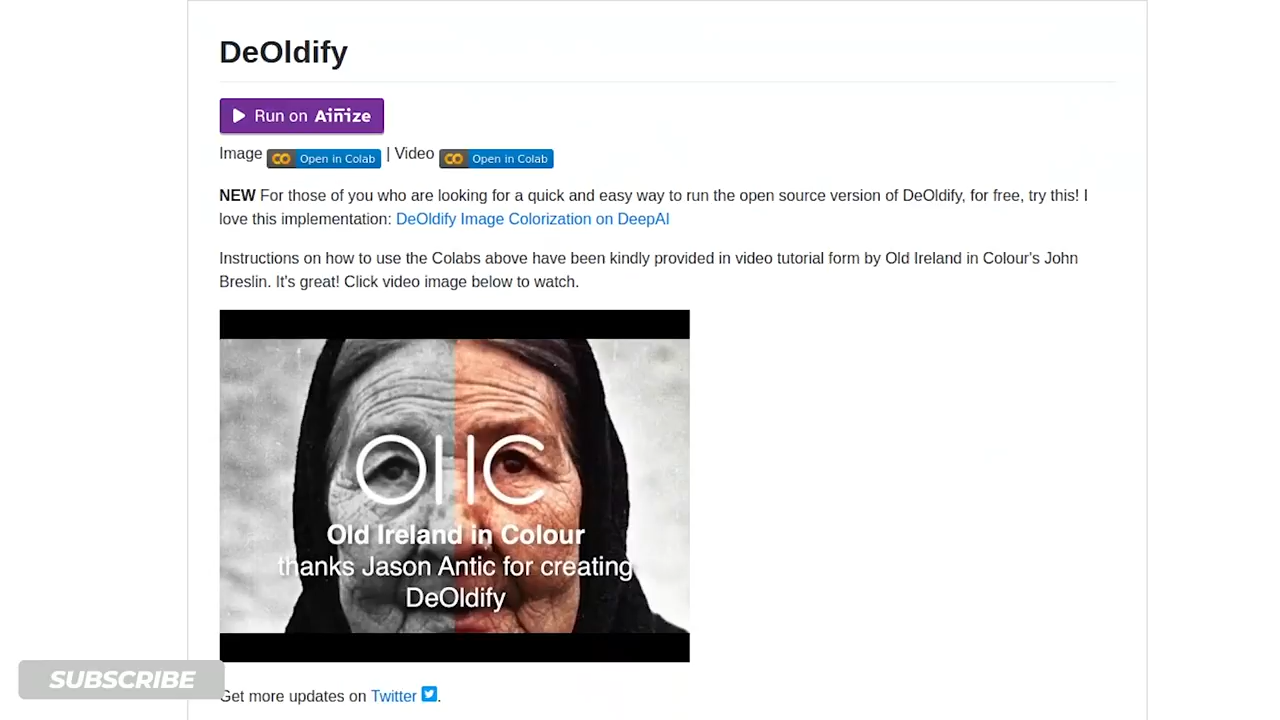 DeOldify
Run on Ainize
Image Open in Colab | Video Open in Colab
NEW For those of you who are looking for a quick and easy way to run the open source version of DeOldify, for free, try this! I
love this implementation: DeOldify Image Colorization on DeepAI
Instructions on how to use the Colabs above have been kindly provided in video tutorial form by Old Ireland in Colour's John
Breslin. It's great! Click video image below to watch.
OIIC
Old Ireland in Colour
thanks Jason Antic for creating
DeOldify
SUBSCRIBE
Get more updates on Twitter.